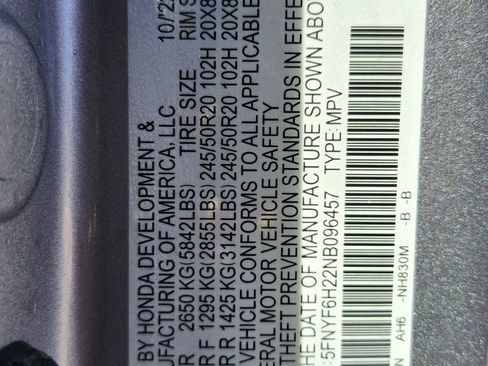 BY HONDA DEVELOPMENT &
FACTURING OF AMERICA, LLC 10/2
R 2650 KG(5842LBS) TIRE SIZE RIM S
R F 1295 KG(2855LBS) 245/50R20 102H 20X8
R R 1425 KG(3142LBS) 245/50R20 102H 20X8
VEHICLE CONFORMS TO ALL APPLICABLE
ERAL MOTOR VEHICLE SAFETY
THEFT PREVENTION STANDARDS IN EFFE
HE DATE OF MANUFACTURE SHOWN ABO
:5FNYF6H22NB096457 TYPE: MPV
N AH6 -NH830M -B -B